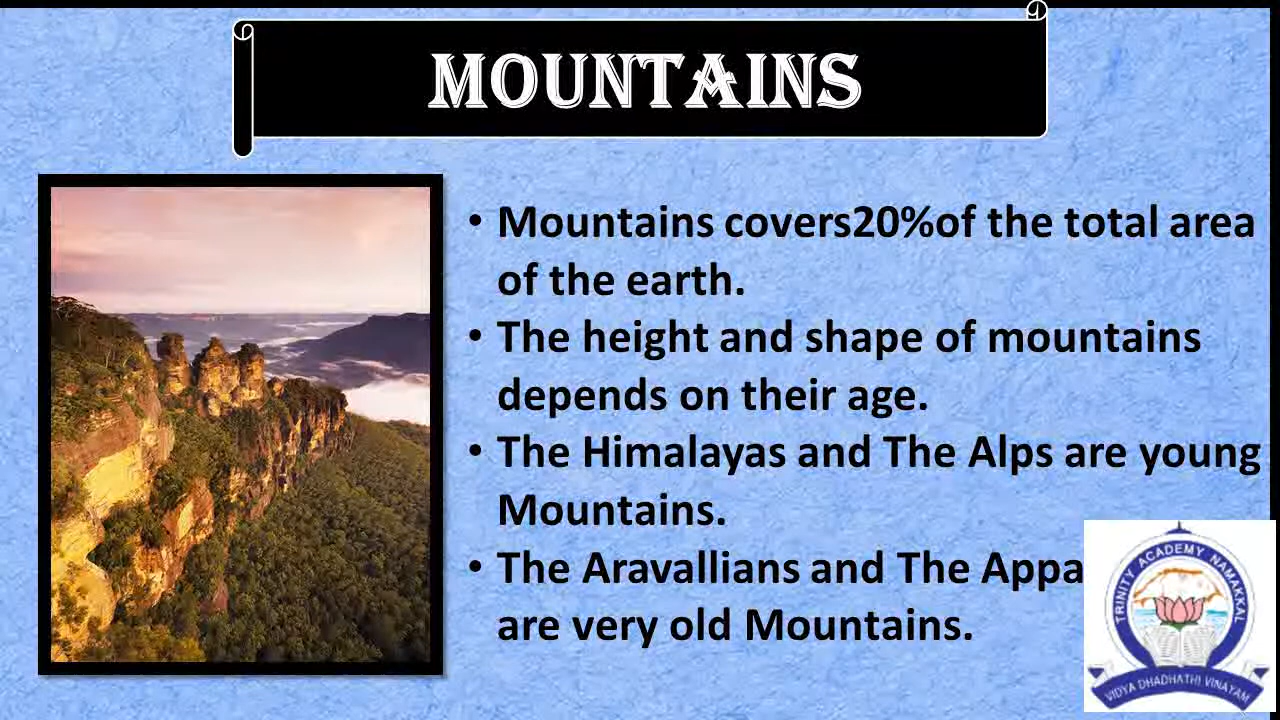 MOUNTAINS
• Mountains covers20%of the total area
of the earth.
• The height and shape of mountains
depends on their age.
• The Himalayas and The Alps are young
Mountains.
• The Aravallians and The Appa
are very old Mountains.
TRINITY ACADEMY NAMAKKAL
VIDYA DHADHATHI VINAYAM